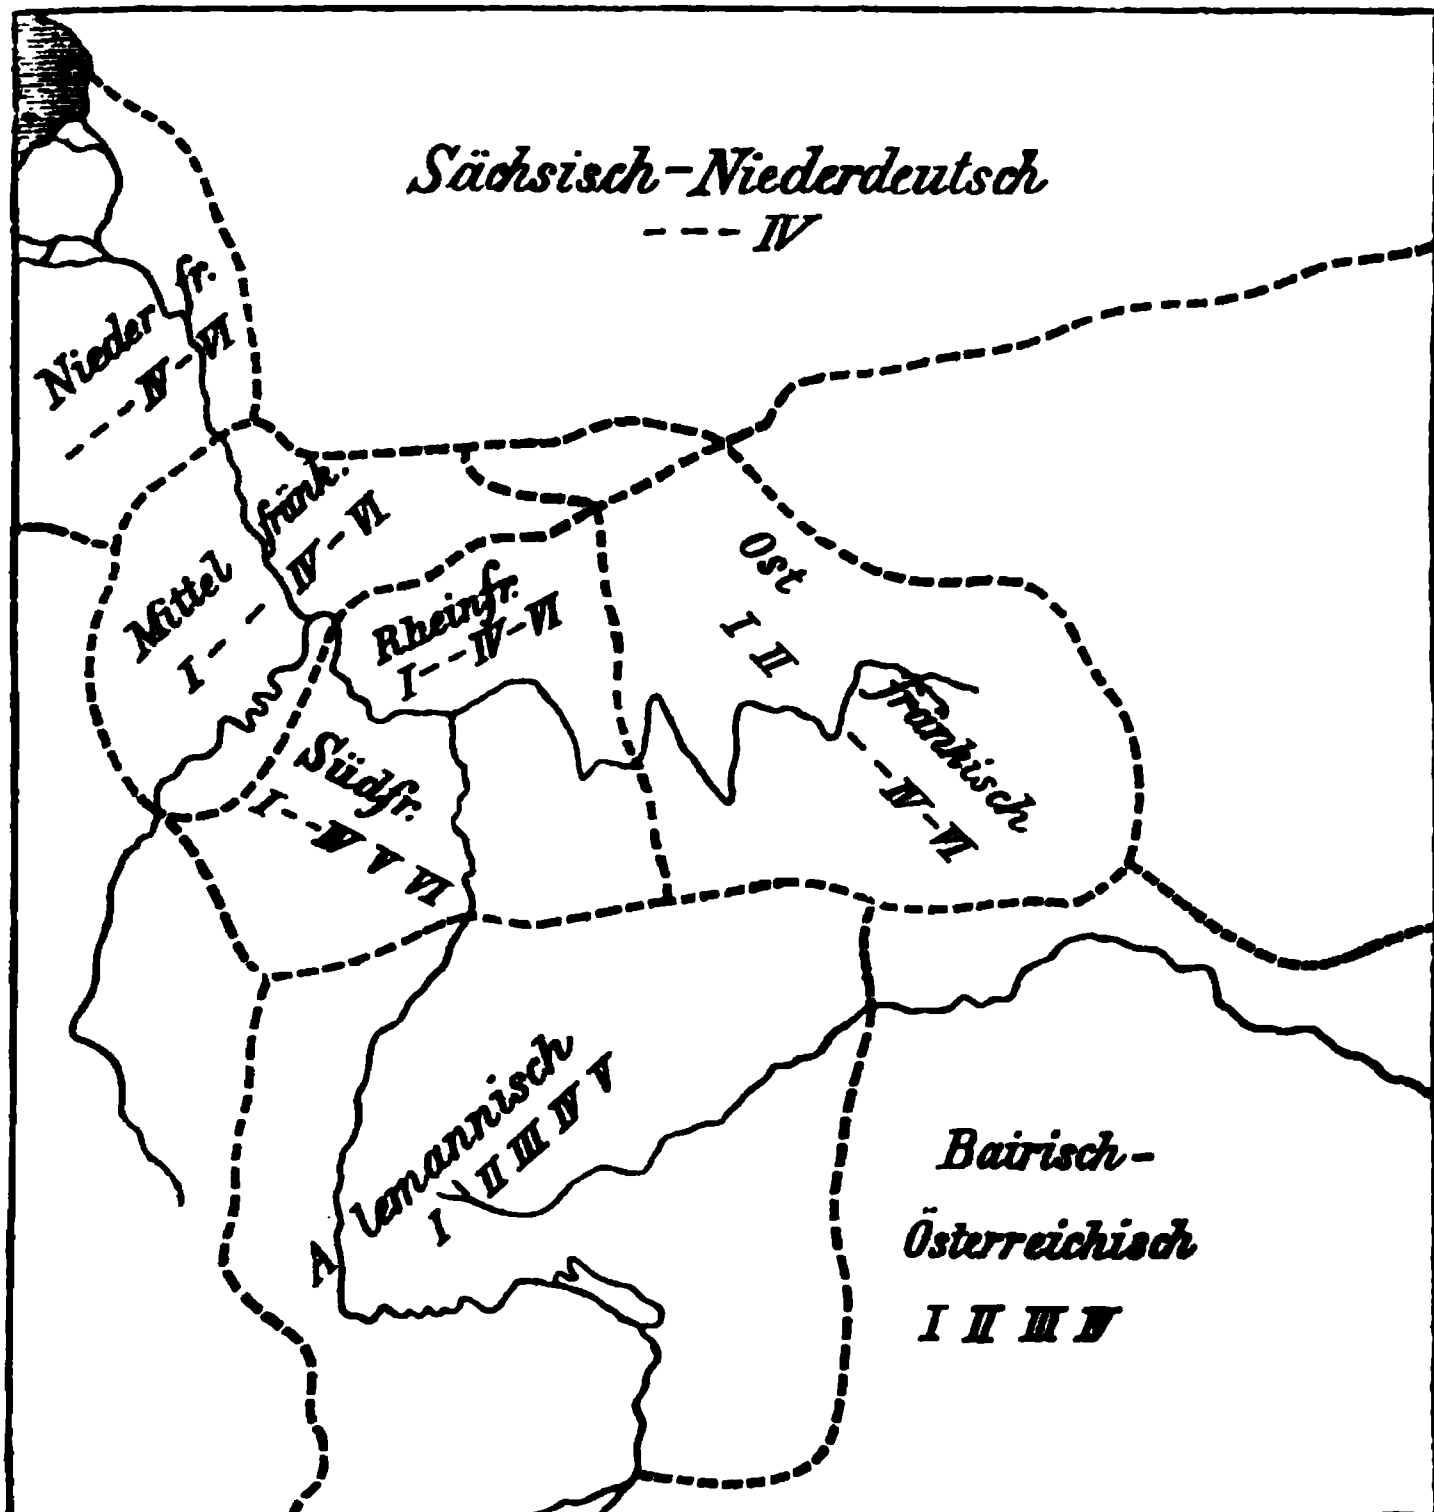 Sächsisch-Niederdeutsch
--- IV
Nieder fr.
--- IV - VI
Mittel fränk.
I -- IV - VI
Rheinfr.
I -- IV - VI
Ost fränkisch
I II -- IV - VI
Südfr.
I -- IV V VI
Alemannisch
I II III IV V
Bairisch-
Österreichisch
I II III IV